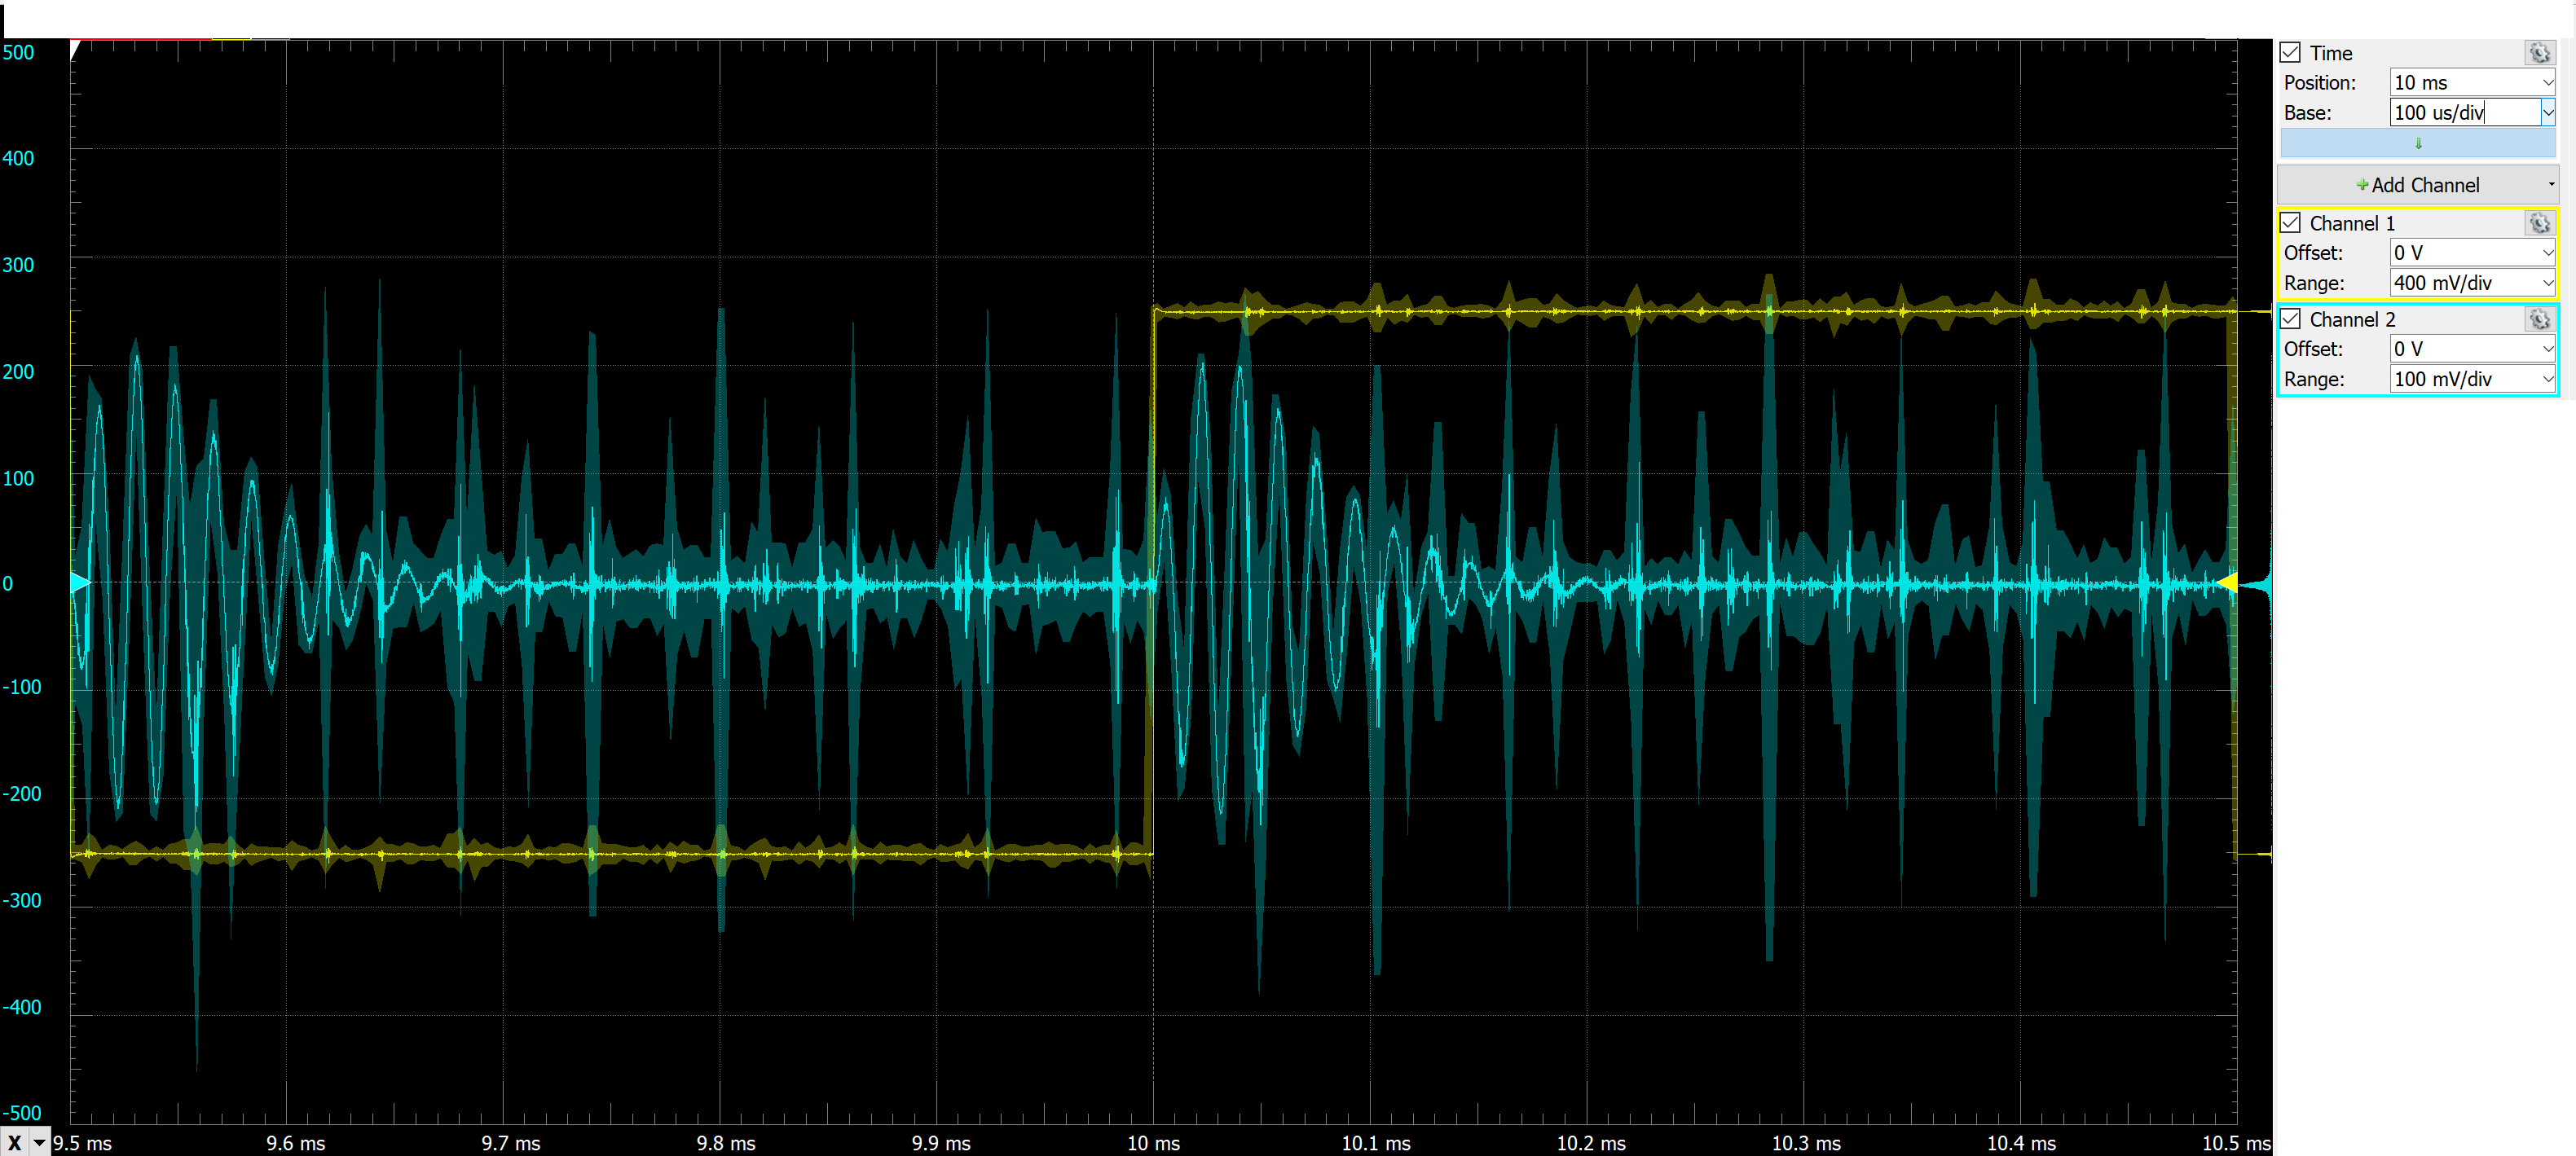 500
400
300
200
100
0
-100
-200
-300
-400
-500
X
9.5 ms 9.6 ms 9.7 ms 9.8 ms 9.9 ms 10 ms 10.1 ms 10.2 ms 10.3 ms 10.4 ms 10.5 ms
Time
Position: 10 ms
Base: 100 us/div
Add Channel
Channel 1
Offset: 0 V
Range: 400 mV/div
Channel 2
Offset: 0 V
Range: 100 mV/div